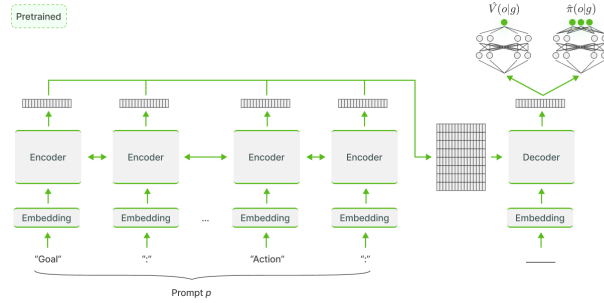 Pretrained
V̂(o|g) π̂(o|g)
Encoder Encoder Encoder Encoder Decoder
Embedding Embedding ... Embedding Embedding Embedding
“Goal” “:” “Action” “:”
Prompt p